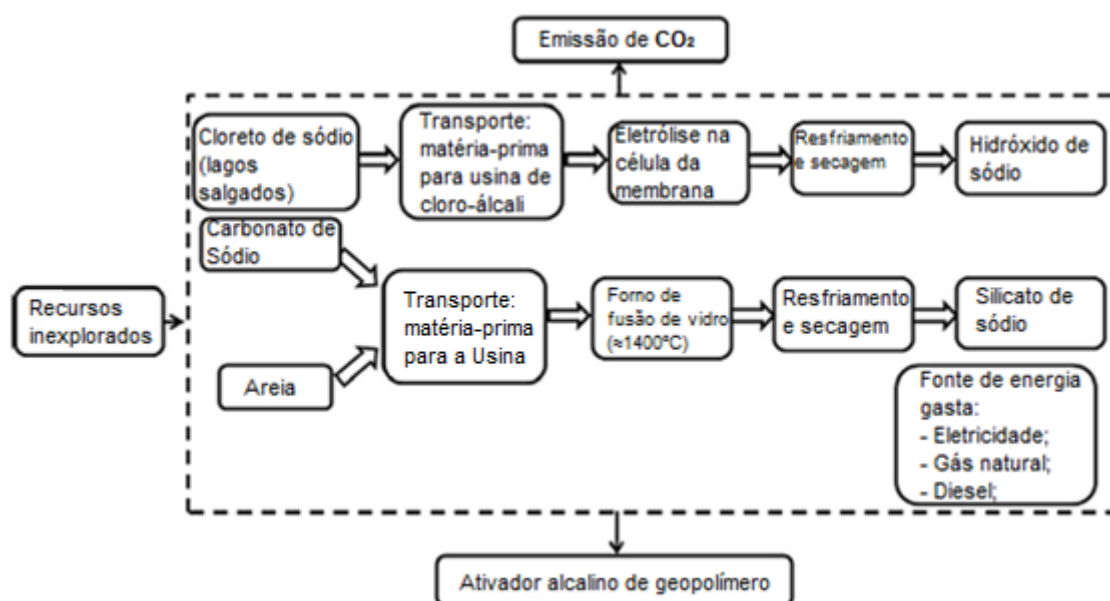 Emissão de CO₂
Cloreto de sódio
(lagos
salgados)
Transporte:
matéria-prima
para usina de
cloro-álcali
Eletrólise na
célula da
membrana
Resfriamento
e secagem
Hidróxido de
sódio
Carbonato de
Sódio
Recursos
inexplorados
Areia
Transporte:
matéria-prima
para a Usina
Forno de
fusão de vidro
(≈1400ºC)
Resfriamento
e secagem
Silicato de
sódio
Fonte de energia
gasta:
- Eletricidade;
- Gás natural;
- Diesel;
Ativador alcalino de geopolímero